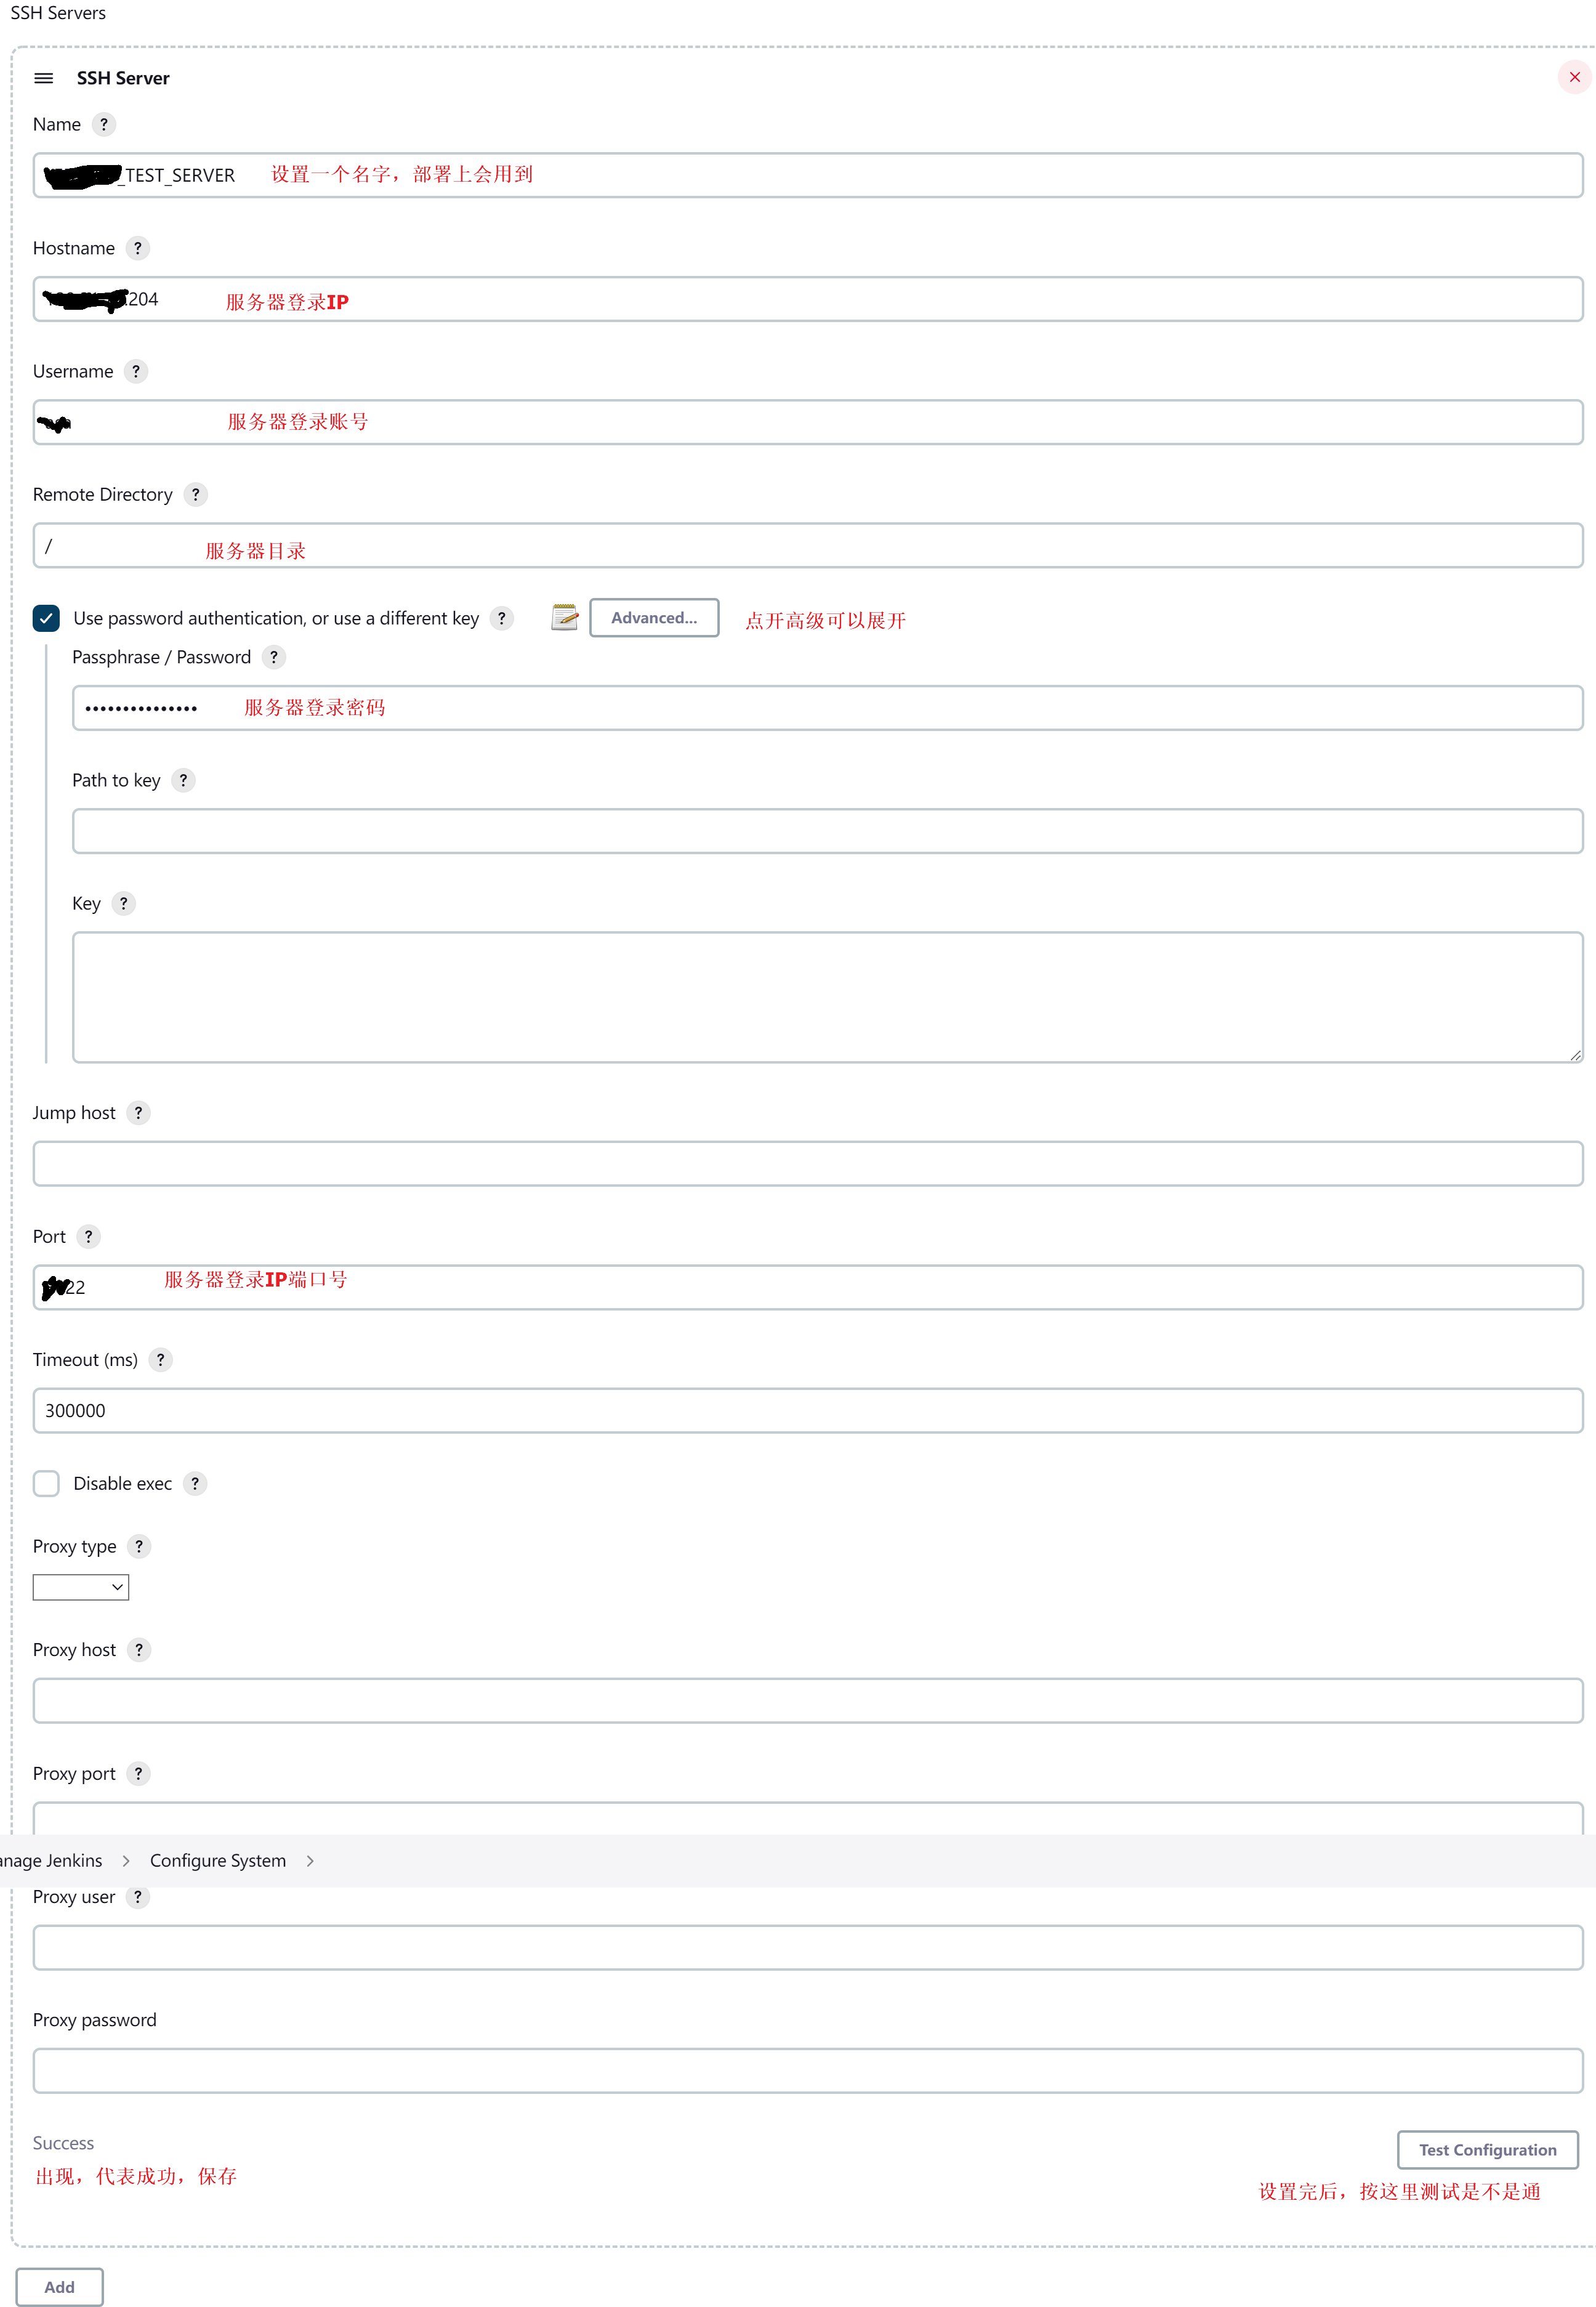 SSH Servers
SSH Server
Name ?
_TEST_SERVER 设置一个名字，部署上会用到
Hostname ?
.204 服务器登录IP
Username ?
服务器登录账号
Remote Directory ?
/ 服务器目录
Use password authentication, or use a different key ? Advanced... 点开高级可以展开
Passphrase / Password ?
••••••••••••••• 服务器登录密码
Path to key ?
Key ?
Jump host ?
Port ?
22 服务器登录IP端口号
Timeout (ms) ?
300000
Disable exec ?
Proxy type ?
Proxy host ?
Proxy port ?
anage Jenkins > Configure System >
Proxy user ?
Proxy password
Success
Test Configuration
出现，代表成功，保存
设置完后，按这里测试是不是通
Add